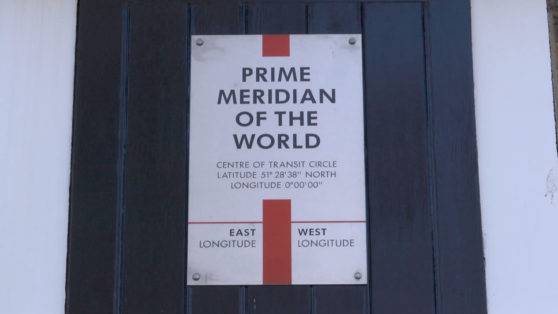 PRIME
MERIDIAN
OF THE
WORLD
CENTRE OF TRANSIT CIRCLE
LATITUDE 51° 28' 38'' NORTH
LONGITUDE 0° 00' 00''
EAST
LONGITUDE
WEST
LONGITUDE